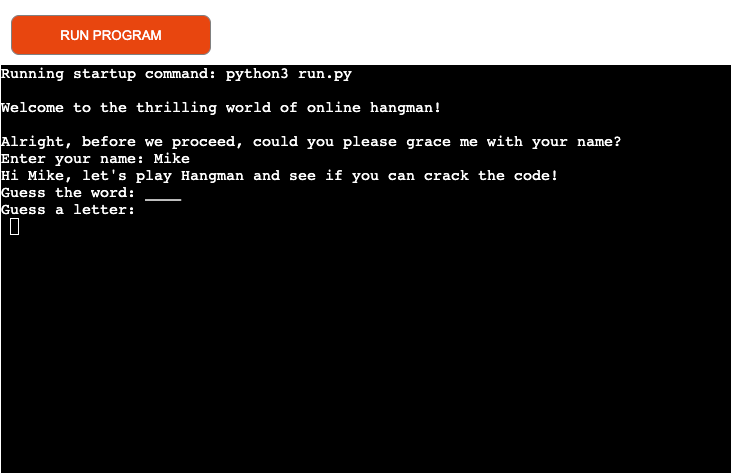 RUN PROGRAM
Running startup command: python3 run.py
Welcome to the thrilling world of online hangman!
Alright, before we proceed, could you please grace me with your name?
Enter your name: Mike
Hi Mike, let's play Hangman and see if you can crack the code!
Guess the word: ____
Guess a letter: